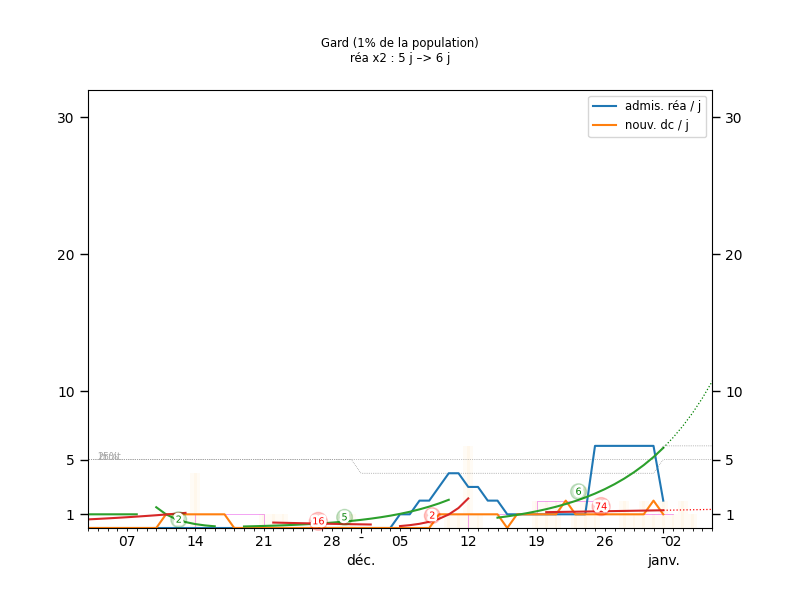 Gard (1% de la population)
réa x2 : 5 j –> 6 j
admis. réa / j
nouv. dc / j
30 30
20 20
10 10
5 5
1 1
2 16 5 2 6 74
07 14 21 28 - 05 12 19 26 02
déc. janv.